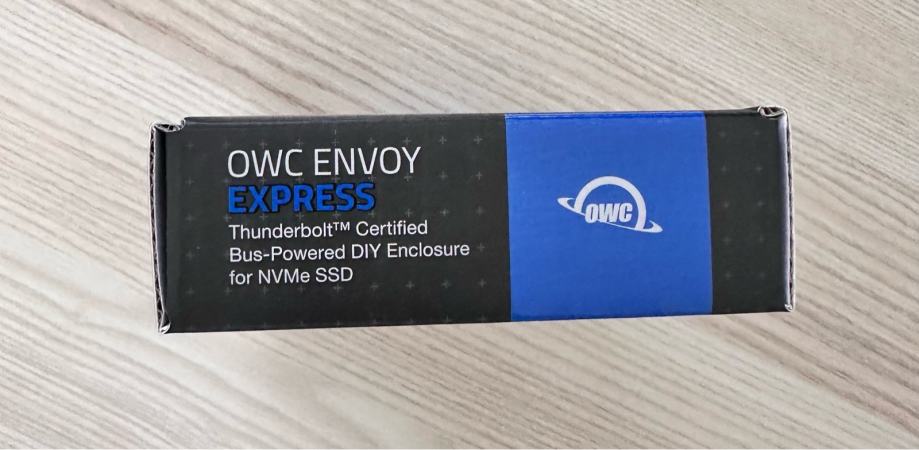 OWC ENVOY
EXPRESS
Thunderbolt™ Certified
Bus-Powered DIY Enclosure
for NVMe SSD
OWC